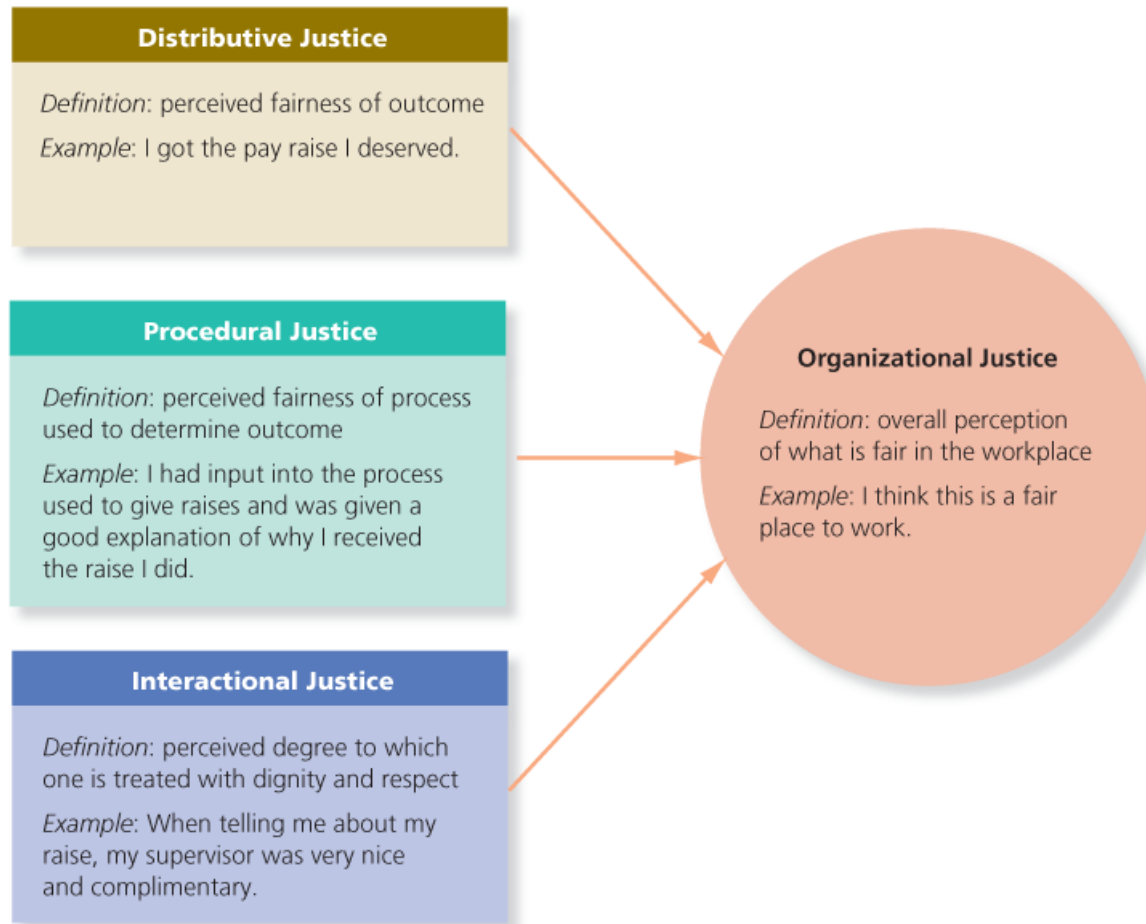 Distributive Justice
Definition: perceived fairness of outcome
Example: I got the pay raise I deserved.
Procedural Justice
Definition: perceived fairness of process
used to determine outcome
Example: I had input into the process
used to give raises and was given a
good explanation of why I received
the raise I did.
Interactional Justice
Definition: perceived degree to which
one is treated with dignity and respect
Example: When telling me about my
raise, my supervisor was very nice
and complimentary.
Organizational Justice
Definition: overall perception
of what is fair in the workplace
Example: I think this is a fair
place to work.